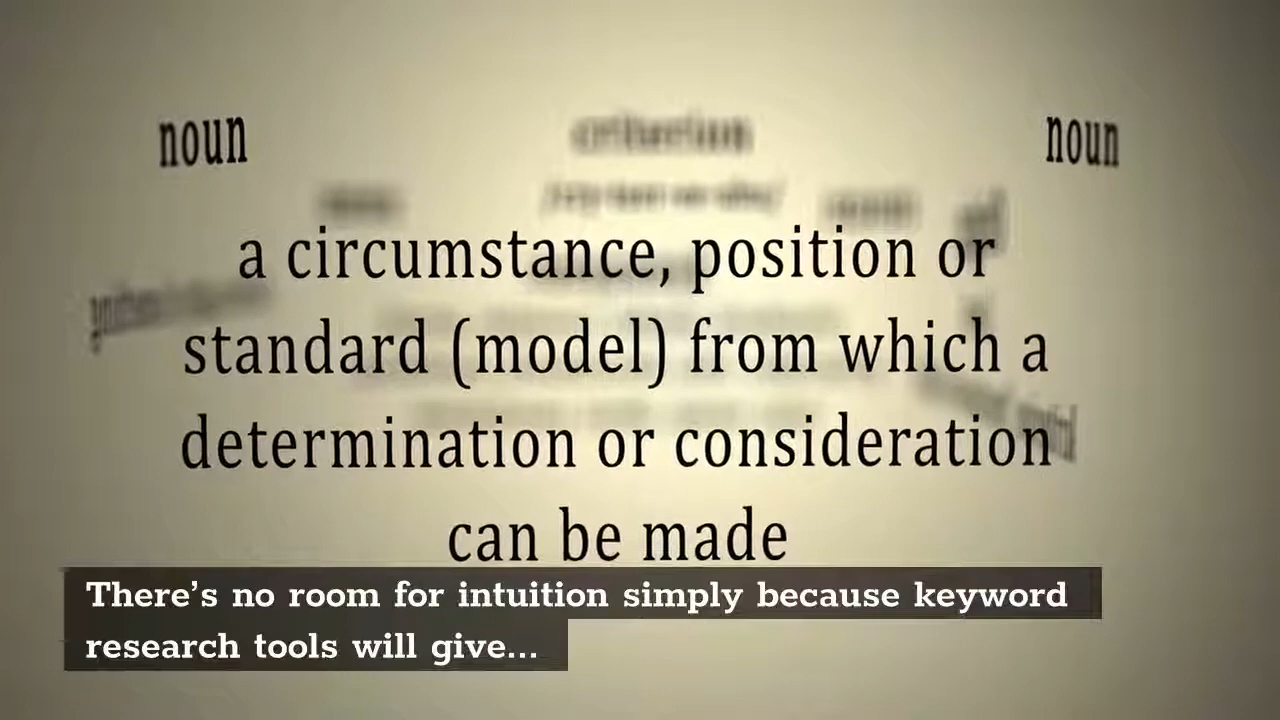 noun
criterion
noun
a circumstance, position or
standard (model) from which a
determination or consideration
can be made
There's no room for intuition simply because keyword
research tools will give...